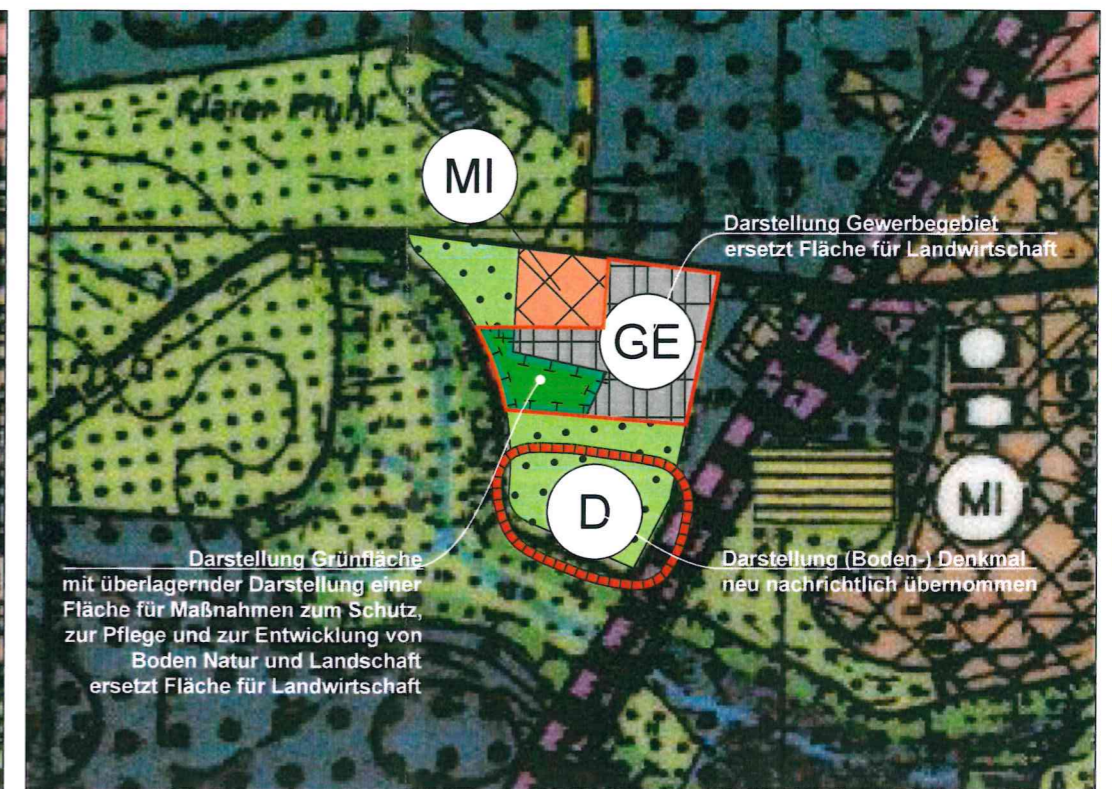 Klarer Pfuhl
MI
Darstellung Gewerbegebiet
ersetzt Fläche für Landwirtschaft
GE
MI
D
Darstellung Grünfläche
mit überlagernder Darstellung einer
Fläche für Maßnahmen zum Schutz,
zur Pflege und zur Entwicklung von
Boden Natur und Landschaft
ersetzt Fläche für Landwirtschaft
Darstellung (Boden-) Denkmal
neu nachrichtlich übernommen